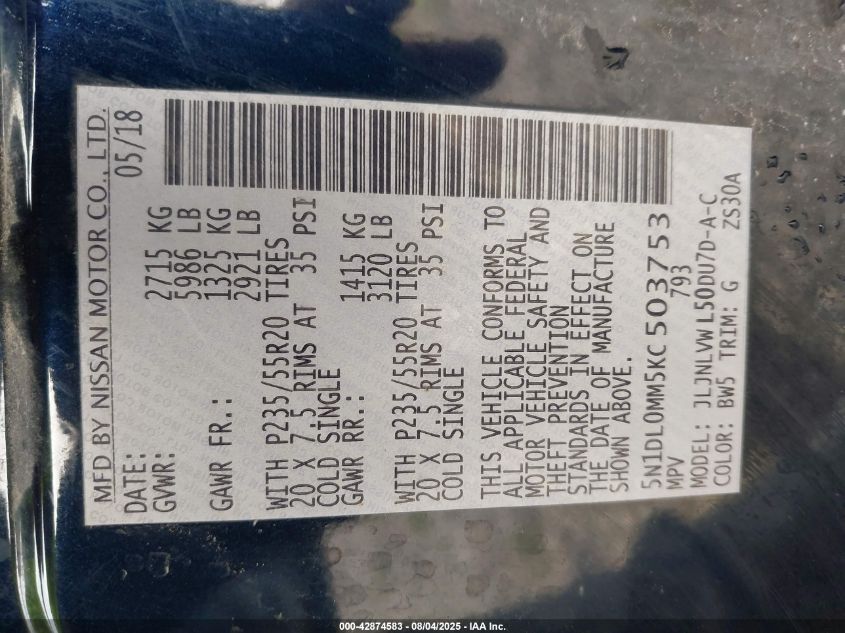 MFD BY NISSAN MOTOR CO., LTD.
DATE: 05/18
GVWR: 2715 KG
5986 LB
GAWR FR.: 1325 KG
2921 LB
WITH P235/55R20 TIRES
20 X 7.5 RIMS AT 35 PSI
COLD SINGLE
GAWR RR.: 1415 KG
3120 LB
WITH P235/55R20 TIRES
20 X 7.5 RIMS AT 35 PSI
COLD SINGLE
THIS VEHICLE CONFORMS TO
ALL APPLICABLE FEDERAL
MOTOR VEHICLE SAFETY AND
THEFT PREVENTION
STANDARDS IN EFFECT ON
THE DATE OF MANUFACTURE
SHOWN ABOVE.
5N1DL0MM5KC503753
MPV 793
MODEL: JLJNLVWL50DU7D-A-C
COLOR: BW5 TRIM: G ZS30A
000-42874583 - 08/04/2025 - IAA Inc.